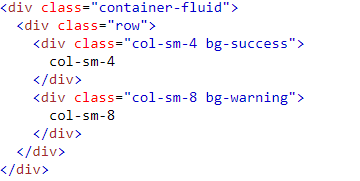 <div class="container-fluid">
  <div class="row">
    <div class="col-sm-4 bg-success">
      col-sm-4
    </div>
    <div class="col-sm-8 bg-warning">
      col-sm-8
    </div>
  </div>
</div>